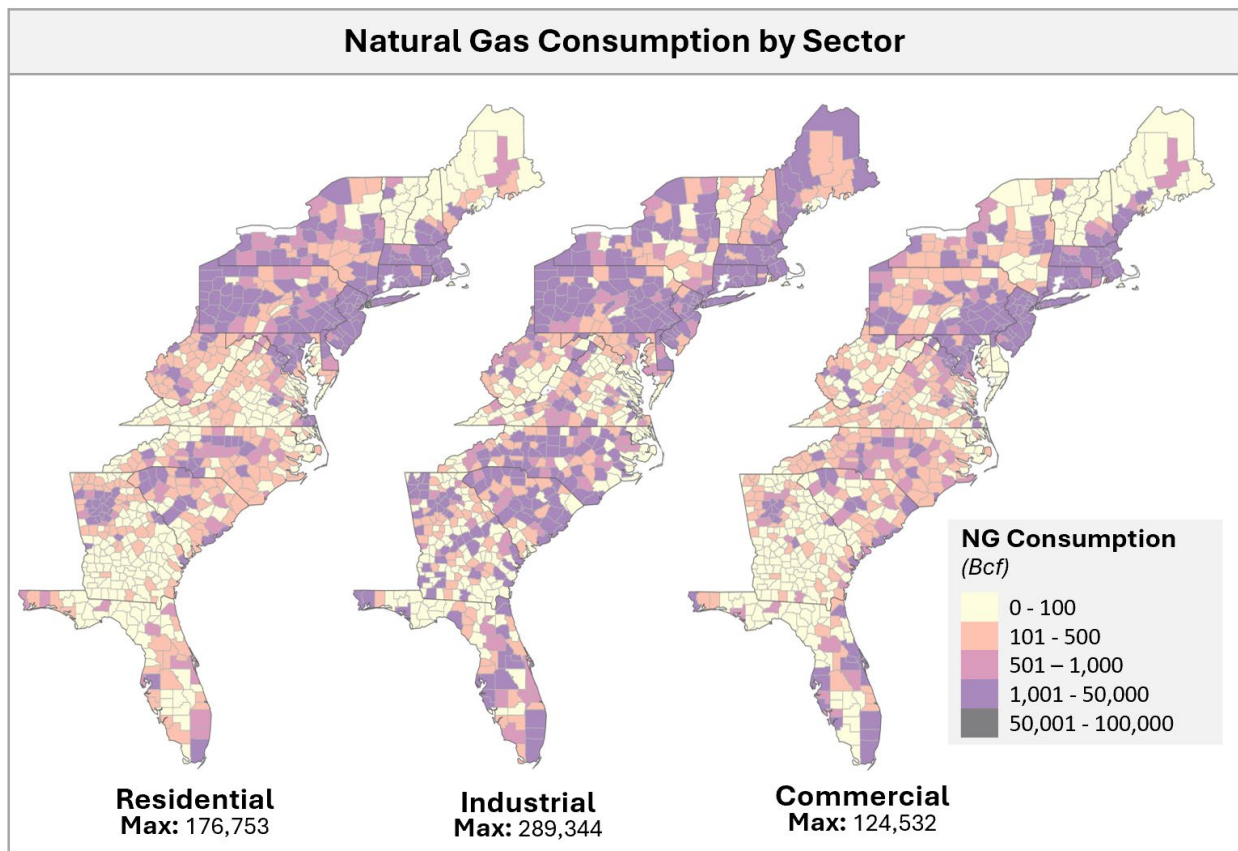 Natural Gas Consumption by Sector
NG Consumption
(Bcf)
0 - 100
101 - 500
501 – 1,000
1,001 - 50,000
50,001 - 100,000
Residential
Max: 176,753
Industrial
Max: 289,344
Commercial
Max: 124,532